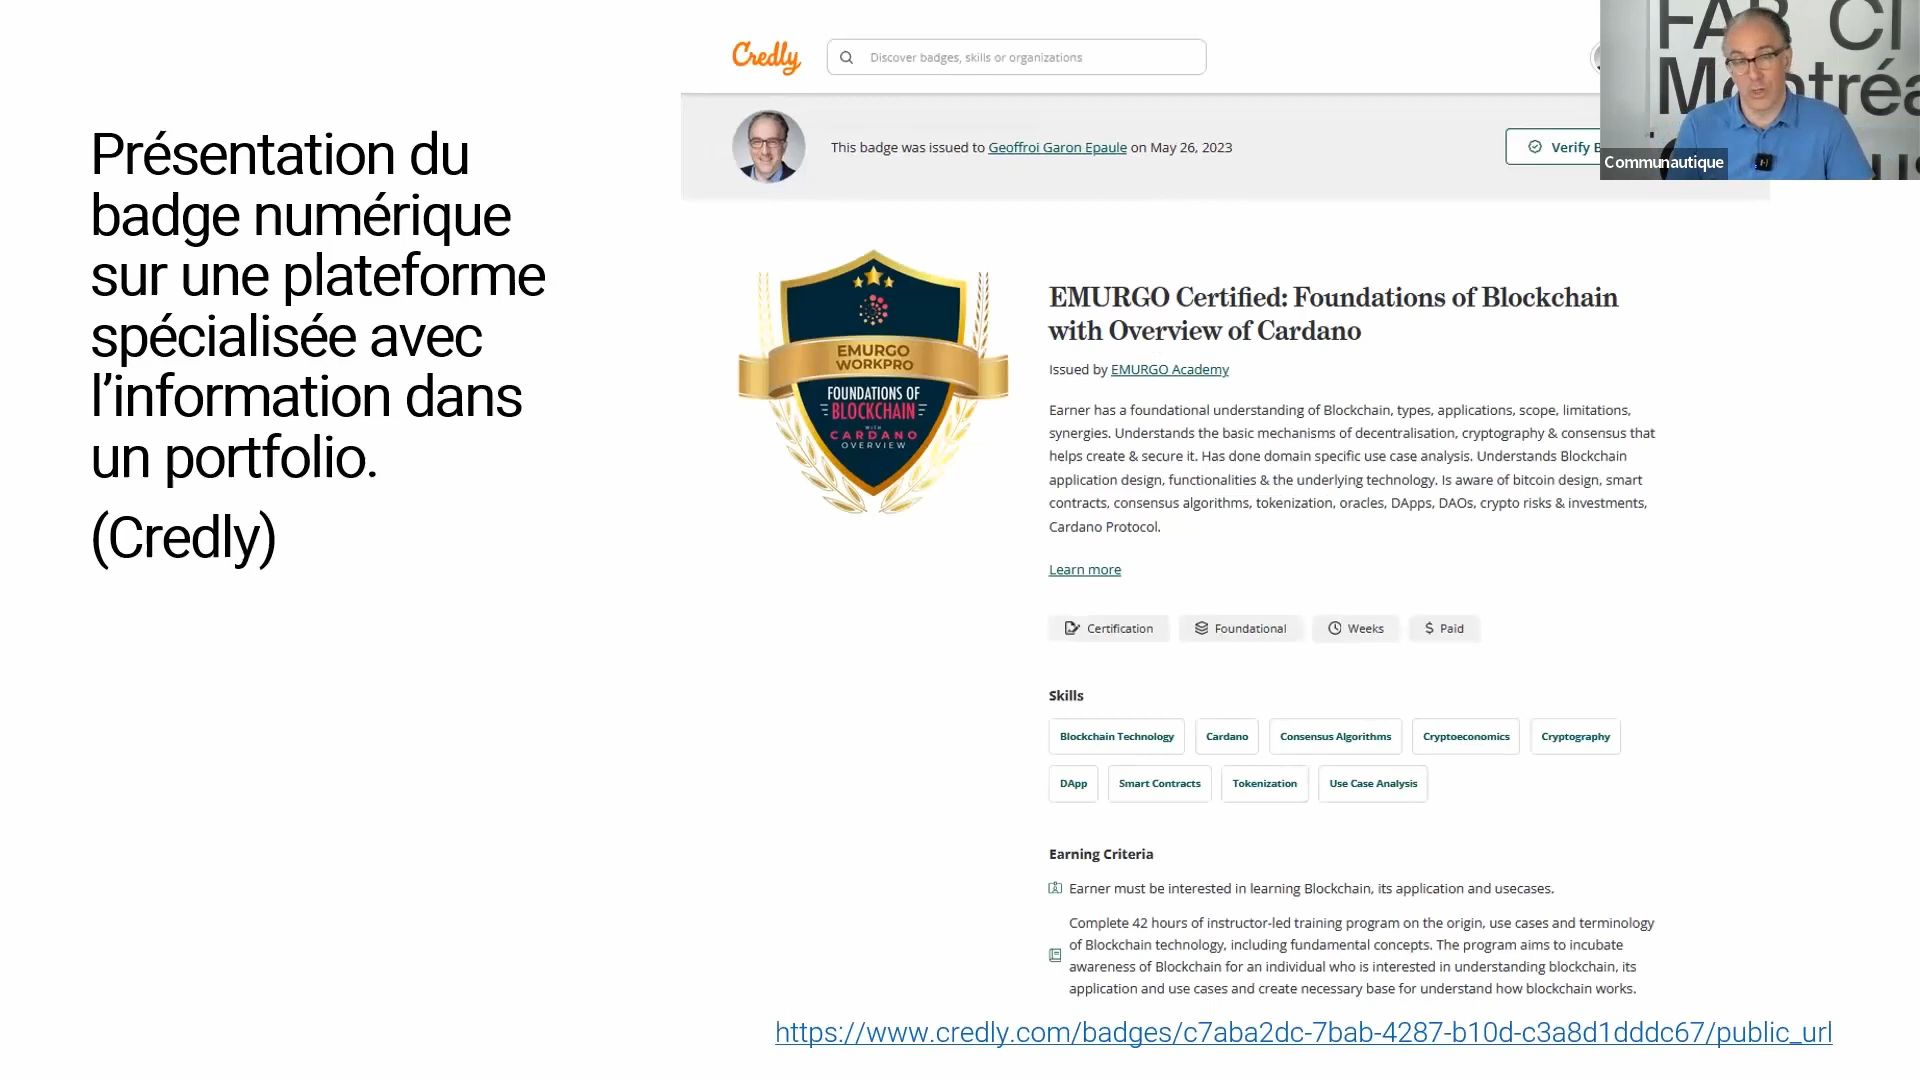 Présentation du
badge numérique
sur une plateforme
spécialisée avec
l’information dans
un portfolio.
(Credly)
Credly
Discover badges, skills or organizations
This badge was issued to Geoffroi Garon Epaule on May 26, 2023
Verify B
FAB CI
Montréa
Communautique
EMURGO
WORKPRO
FOUNDATIONS OF
BLOCKCHAIN
WITH
CARDANO
OVERVIEW
EMURGO Certified: Foundations of Blockchain
with Overview of Cardano
Issued by EMURGO Academy
Earner has a foundational understanding of Blockchain, types, applications, scope, limitations,
synergies. Understands the basic mechanisms of decentralisation, cryptography & consensus that
helps create & secure it. Has done domain specific use case analysis. Understands Blockchain
application design, functionalities & the underlying technology. Is aware of bitcoin design, smart
contracts, consensus algorithms, tokenization, oracles, DApps, DAOs, crypto risks & investments,
Cardano Protocol.
Learn more
Certification Foundational Weeks Paid
Skills
Blockchain Technology Cardano Consensus Algorithms Cryptoeconomics Cryptography
DApp Smart Contracts Tokenization Use Case Analysis
Earning Criteria
Earner must be interested in learning Blockchain, its application and usecases.
Complete 42 hours of instructor-led training program on the origin, use cases and terminology
of Blockchain technology, including fundamental concepts. The program aims to incubate
awareness of Blockchain for an individual who is interested in understanding blockchain, its
application and use cases and create necessary base for understand how blockchain works.
https://www.credly.com/badges/c7aba2dc-7bab-4287-b10d-c3a8d1dddc67/public_url